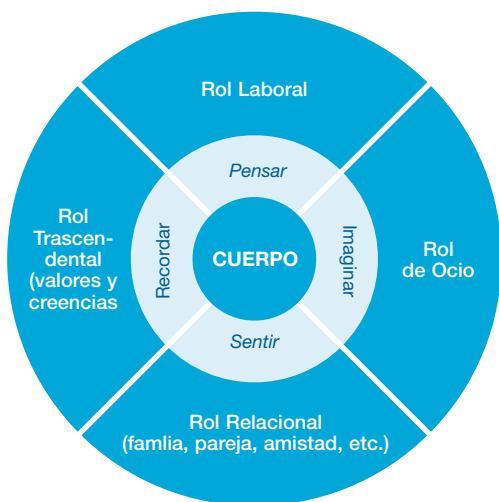 Rol Laboral
Pensar
Rol
Trascen-
dental
(valores y
creencias
Recordar
CUERPO
Imaginar
Rol
de Ocio
Sentir
Rol Relacional
(famlia, pareja, amistad, etc.)